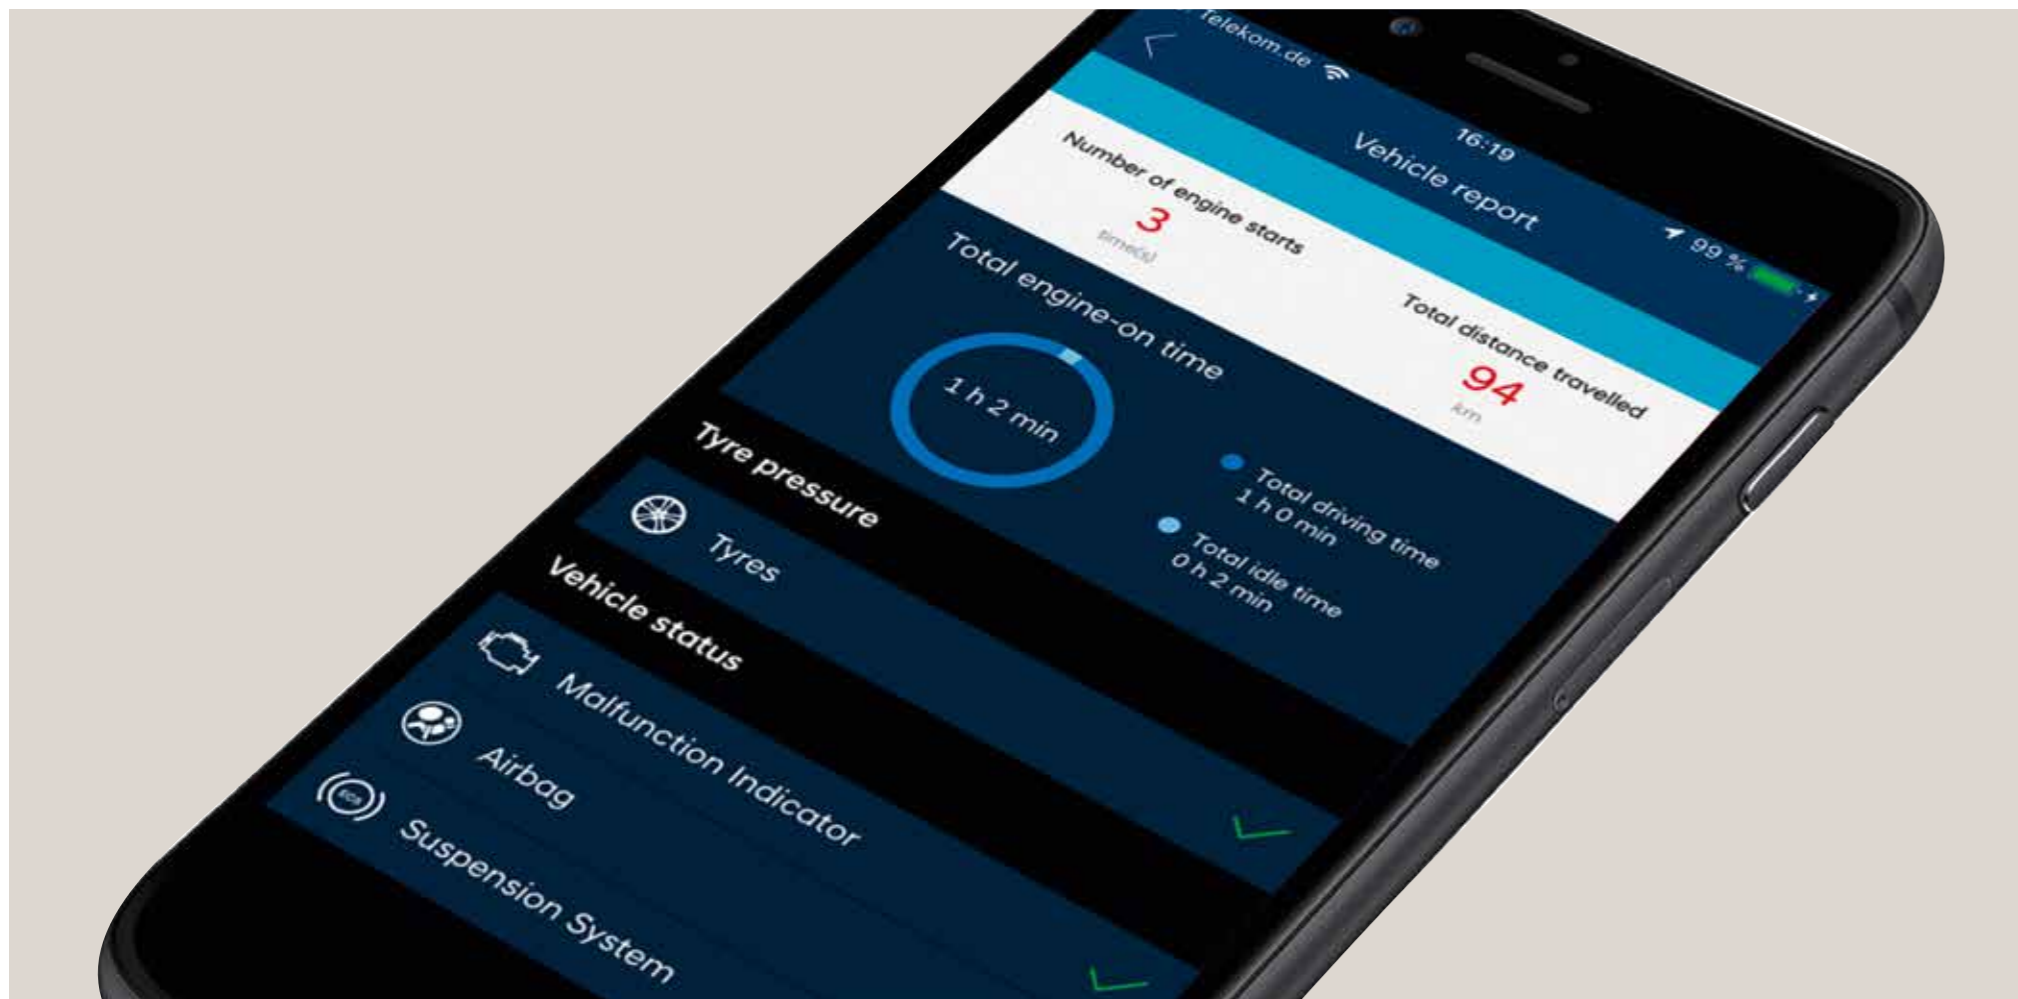 Telekom.de
16:19
99 %
Vehicle report
Number of engine starts
3
time(s)
Total distance travelled
94
km
Total engine-on time
1 h 2 min
Total driving time
1 h 0 min
Total idle time
0 h 2 min
Tyre pressure
Tyres
Vehicle status
Malfunction Indicator
Airbag
Suspension System